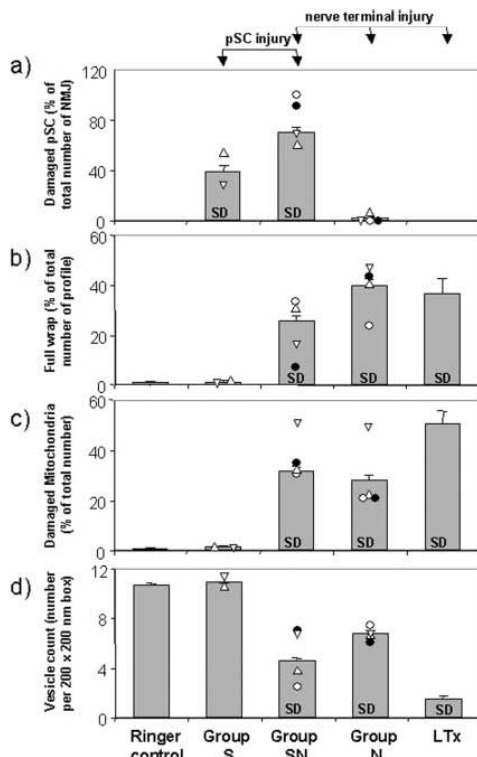 nerve terminal injury
pSC injury
a)
Damaged pSC (% of
total number of NMJ)
120
80
40
0
SD
SD
b)
Full wrap (% of total
number of profile)
60
40
20
0
SD
SD
SD
c)
Damaged Mitochondria
(% of total number)
60
40
20
0
SD
SD
SD
d)
Vesicle count (number
per 200 x 200 nm box)
12
8
4
0
SD
SD
SD
Ringer
control
Group
S
Group
SN
Group
N
LTx